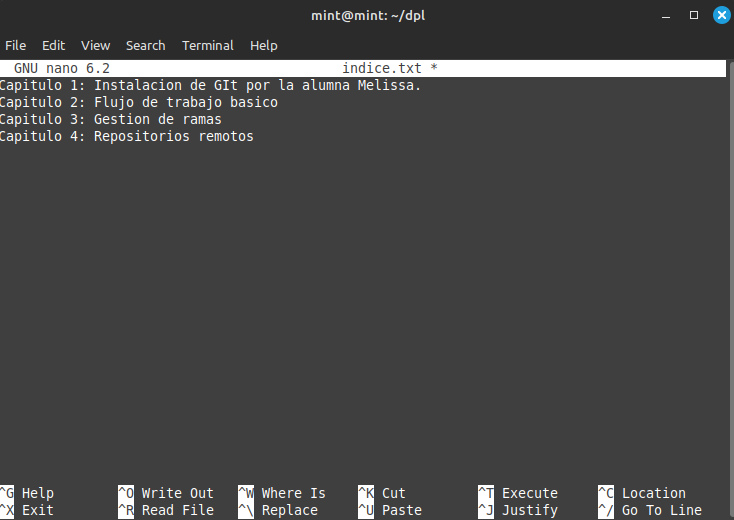 mint@mint: ~/dpl
File Edit View Search Terminal Help
GNU nano 6.2 indice.txt *
Capitulo 1: Instalacion de GIt por la alumna Melissa.
Capitulo 2: Flujo de trabajo basico
Capitulo 3: Gestion de ramas
Capitulo 4: Repositorios remotos
^G Help ^O Write Out ^W Where Is ^K Cut ^T Execute ^C Location
^X Exit ^R Read File ^\ Replace ^U Paste ^J Justify ^/ Go To Line